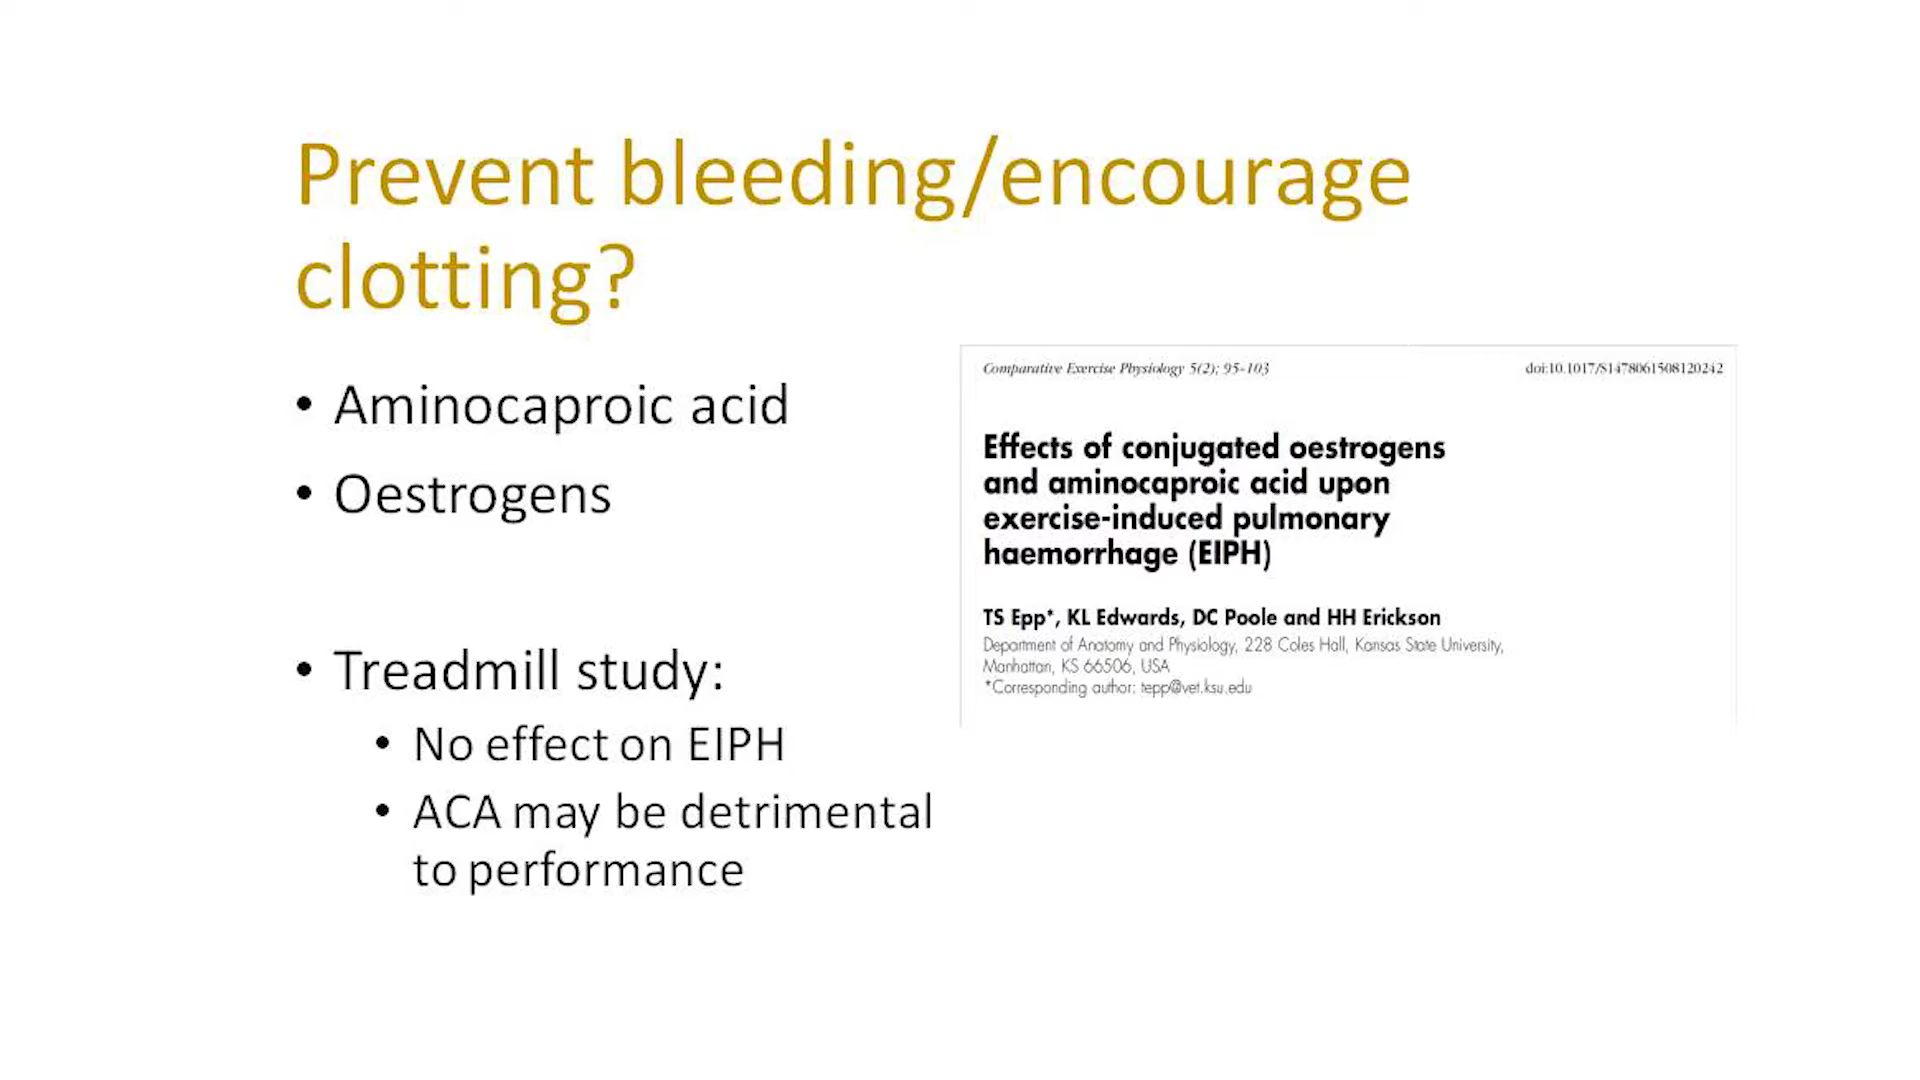 Prevent bleeding/encourage
clotting?
• Aminocaproic acid
• Oestrogens
• Treadmill study:
• No effect on EIPH
• ACA may be detrimental
to performance
Comparative Exercise Physiology 5(2); 95–103
doi:10.1017/S1478061508120242
Effects of conjugated oestrogens
and aminocaproic acid upon
exercise-induced pulmonary
haemorrhage (EIPH)
TS Epp*, KL Edwards, DC Poole and HH Erickson
Department of Anatomy and Physiology, 228 Coles Hall, Kansas State University,
Manhattan, KS 66506, USA
*Corresponding author: tepp@vet.ksu.edu